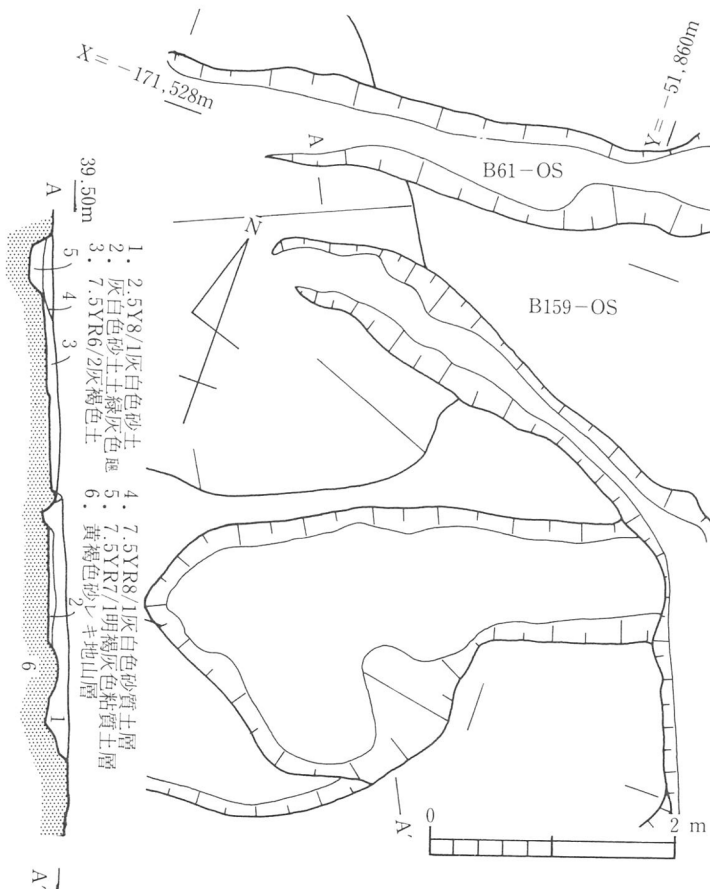 X = −171,528m
Y = −51,860m
A
B61−OS
B159−OS
N
A'
0 2 m
39.50m
A
A'
5
4
3
2
1
6
1： 2.5Y8/1灰白色砂土
2： 灰白色砂土土緑灰色
3． 7.5YR6/2灰褐色土
4： 7.5YR8/1灰白色砂質土層
5： 7.5YR7/1明褐灰色粘質土層
6． 黄褐色砂レキ地山層